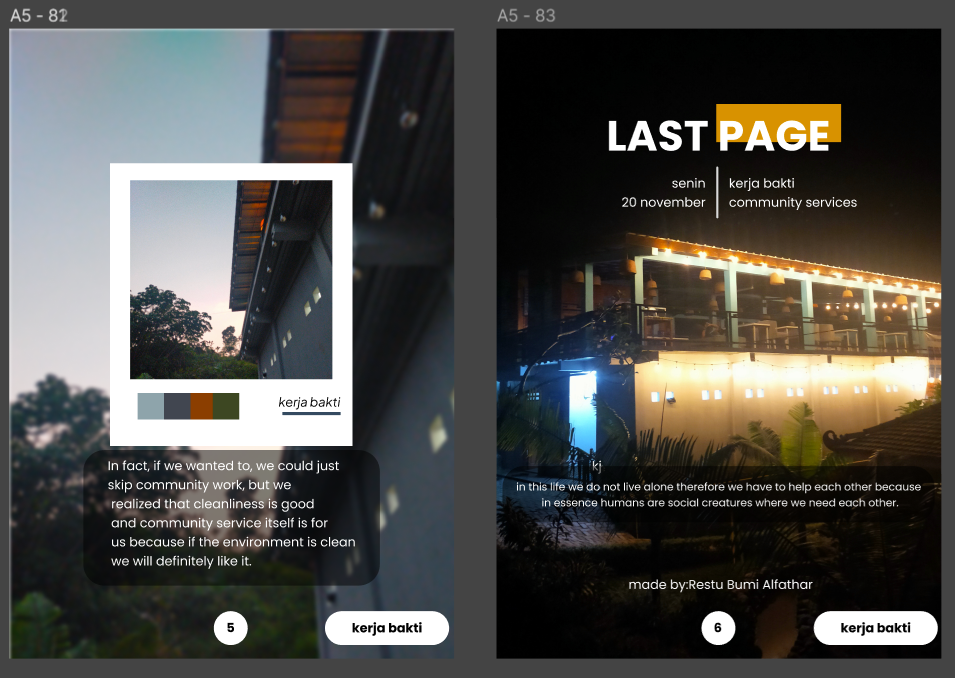 A5 - 83
kerja bakti
In fact, if we wanted to, we could just
skip community work, but we
realized that cleanliness is good
and community service itself is for
us because if the environment is clean
we will definitely like it.
5
kerja bakti
LAST PAGE
senin
20 november
kerja bakti
community services
kj
in this life we do not live alone therefore we have to help each other because
in essence humans are social creatures where we need each other.
made by:Restu Bumi Alfathar
6
kerja bakti